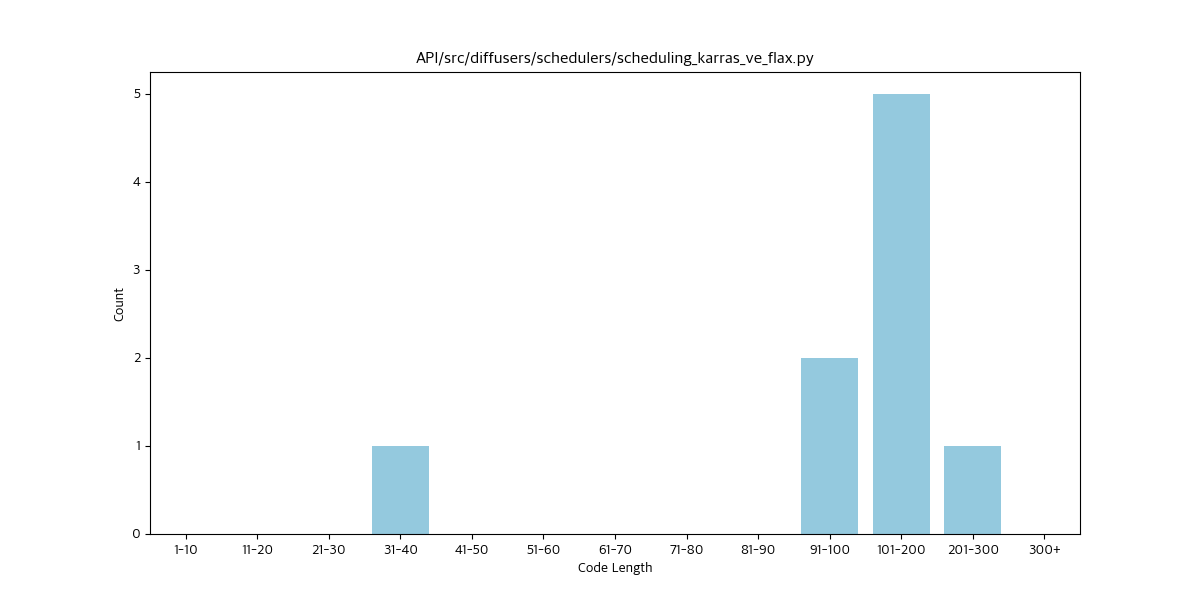 API/src/diffusers/schedulers/scheduling_karras_ve_flax.py
5
4
3
2
1
0
Count
1-10 11-20 21-30 31-40 41-50 51-60 61-70 71-80 81-90 91-100 101-200 201-300 300+
Code Length